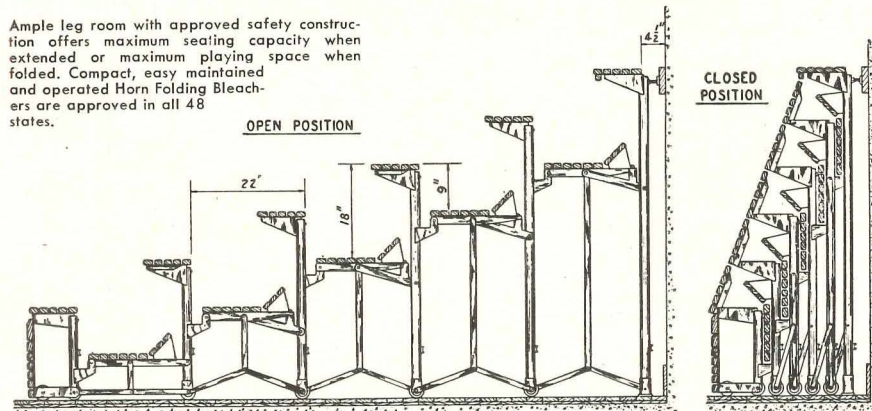 Ample leg room with approved safety construc-
tion offers maximum seating capacity when
extended or maximum playing space when
folded. Compact, easy maintained
and operated Horn Folding Bleach-
ers are approved in all 48
states.
OPEN POSITION
22"
18"
9"
4½"
CLOSED
POSITION